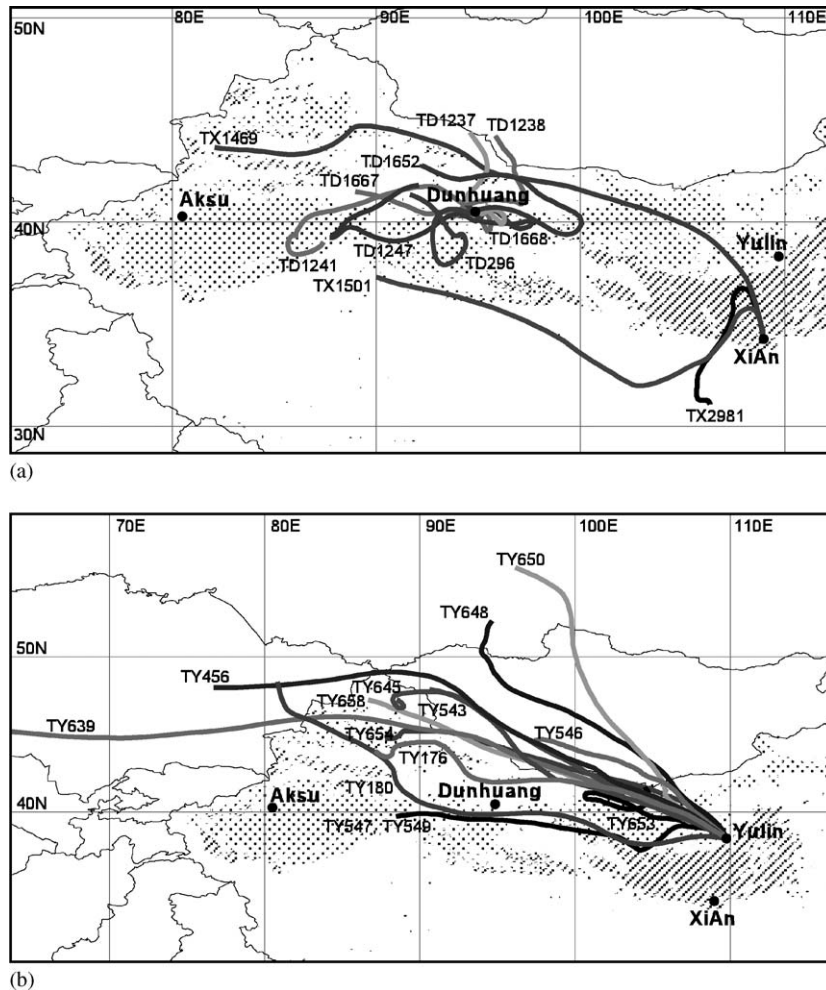 50N 80E 90E 100E 110E
TX1469 TD1237 TD1238
TD1652
TD1667
Aksu Dunhuang
40N
Yulin
TD1247 TD1668
TD1241 TD296
TX1501
XiAn
TX2981
30N
(a)
70E 80E 90E 100E 110E
TY650
TY648
50N
TY456 TY645
TY658 TY543
TY639 TY654 TY546
TY176
TY180
Aksu Dunhuang
40N
TY547 TY549 TY653 Yulin
XiAn
(b)